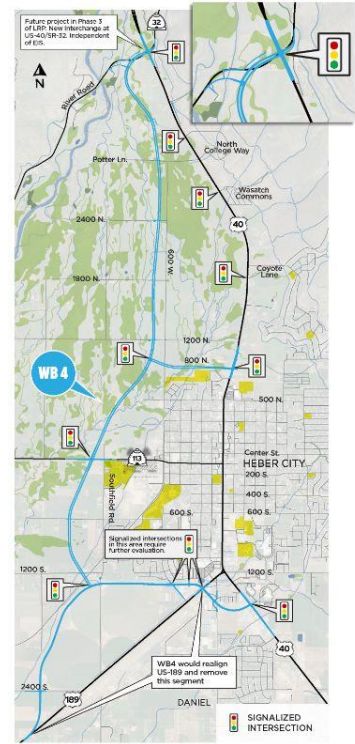 Future project in Phase 3
of LRP: New Interchange at
US-40/SR-32. Independent
of EIS.
32
N
River Road
North
College Way
Potter Ln.
Wasatch
Commons
2400 N.
40
600 W.
Coyote
Lane
1800 N.
1200 N.
800 N.
WB 4
500 N.
Center St.
HEBER CITY
113
200 S.
Southfield Rd.
400 S.
600 S.
600 S.
Signalized intersections
in this area require
further evaluation.
1200 S.
1200 S.
WB4 would realign
US-189 and remove
this segment
40
2400 S.
189
DANIEL
SIGNALIZED
INTERSECTION